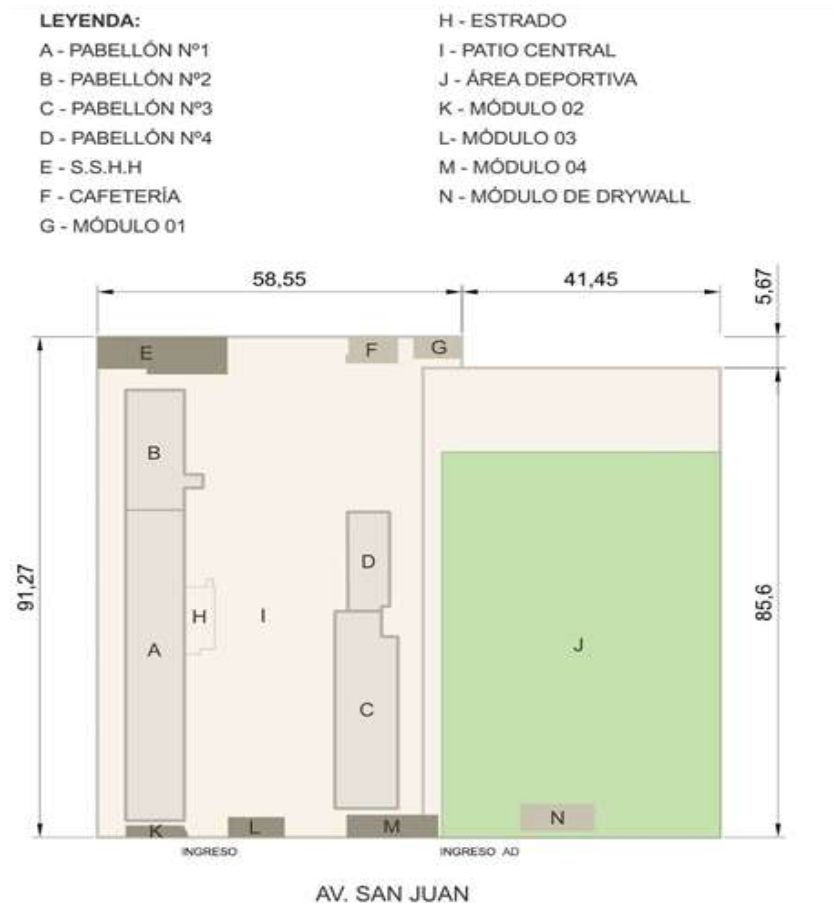 LEYENDA:
A - PABELLÓN Nº1
B - PABELLÓN Nº2
C - PABELLÓN Nº3
D - PABELLÓN Nº4
E - S.S.H.H
F - CAFETERÍA
G - MÓDULO 01
H - ESTRADO
I - PATIO CENTRAL
J - ÁREA DEPORTIVA
K - MÓDULO 02
L- MÓDULO 03
M - MÓDULO 04
N - MÓDULO DE DRYWALL
58,55
41,45
5,67
E
F
G
B
D
91,27
H
I
85,6
J
A
C
N
K
L
M
INGRESO
INGRESO AD
AV. SAN JUAN